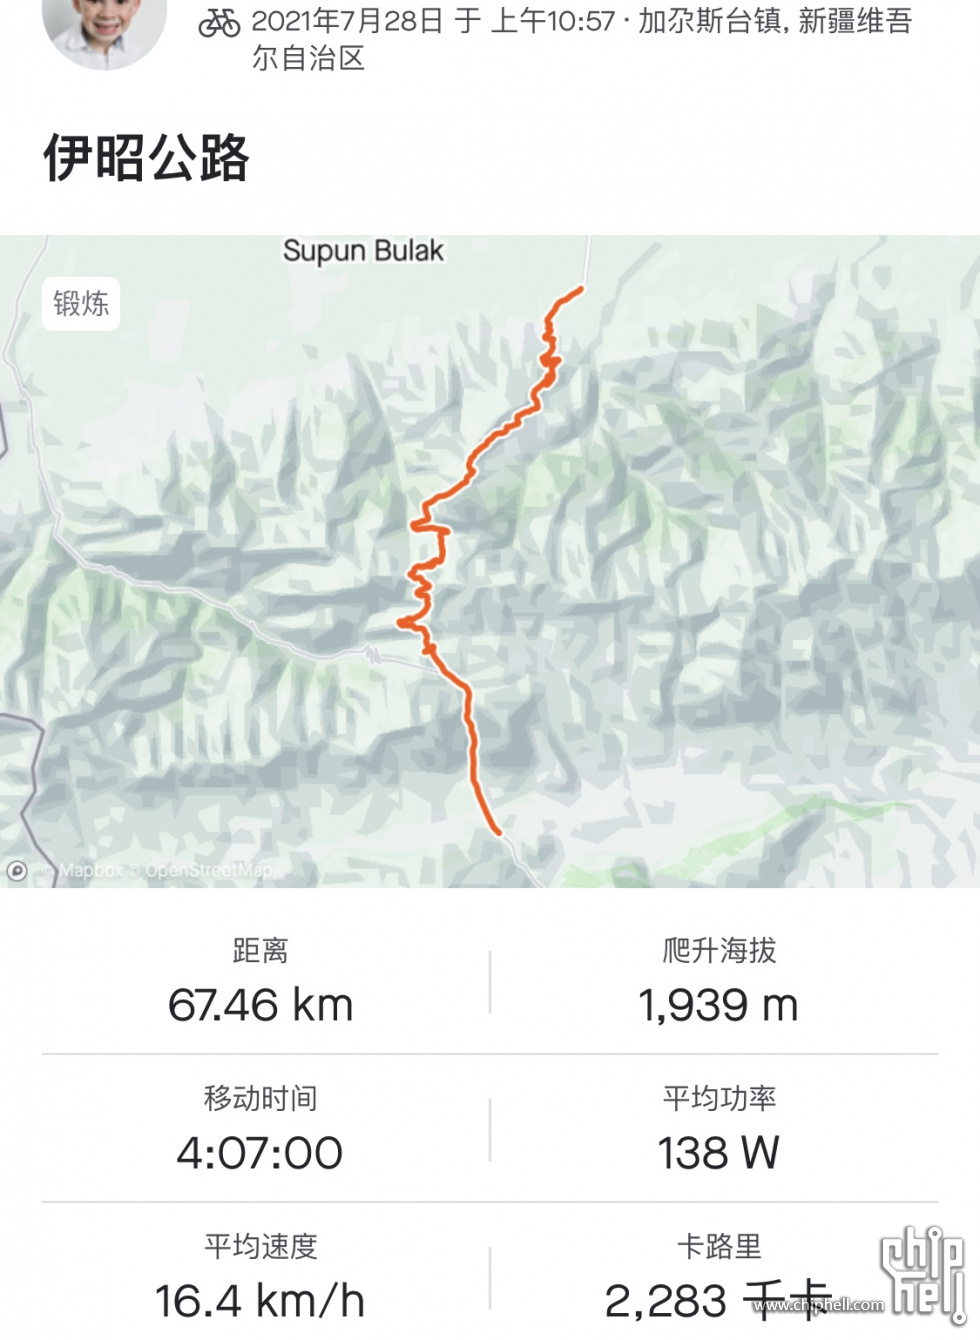 2021年7月28日 于 上午10:57 · 加尕斯台镇, 新疆维吾
尔自治区
伊昭公路
Supun Bulak
锻炼
© Mapbox © OpenStreetMap
距离
爬升海拔
67.46 km
1,939 m
移动时间
平均功率
4:07:00
138 W
平均速度
卡路里
16.4 km/h
2,283 千卡
chip
hell
www.chiphell.com